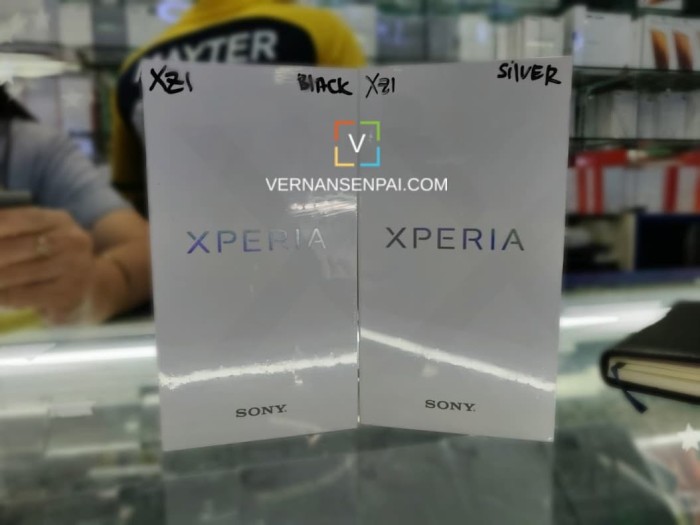 AXTER
XZ1 BLACK
XZ1 SILVER
V
VERNANSENPAI.COM
XPERIA
XPERIA
SONY
SONY